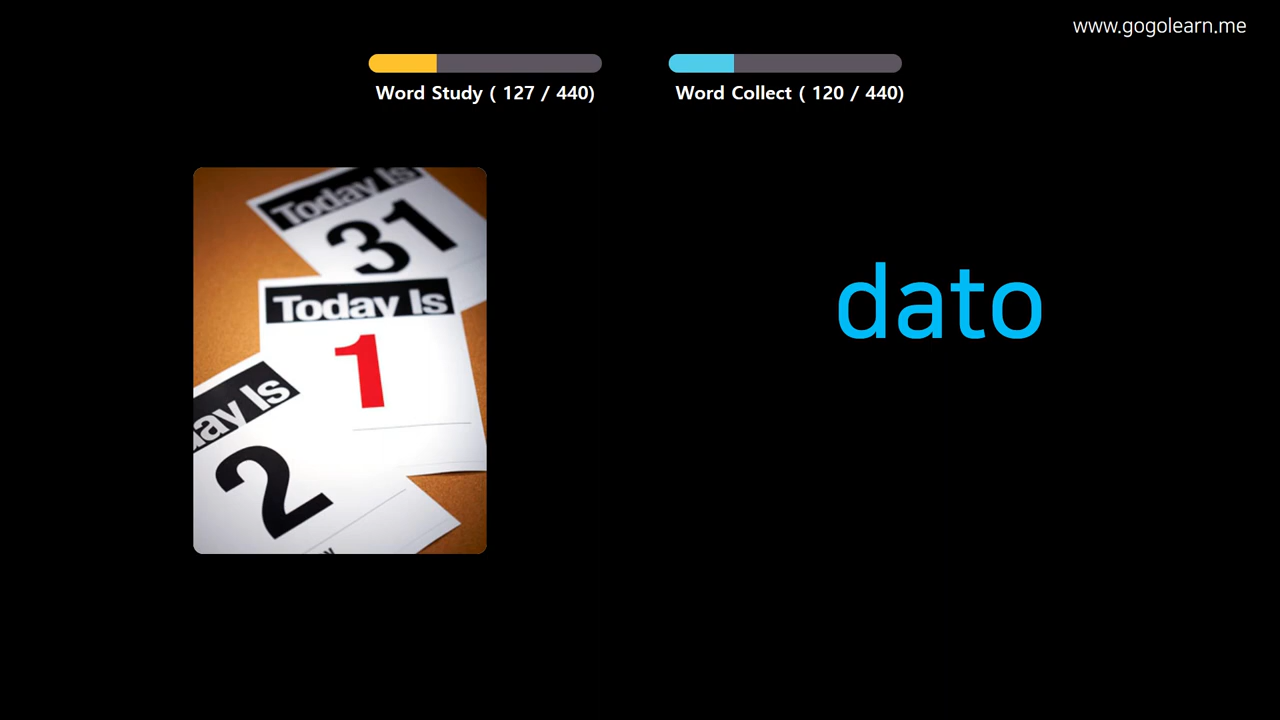 www.gogolearn.me
Word Study ( 127 / 440)
Word Collect ( 120 / 440)
Today Is
31
Today Is
1
day Is
2
dato